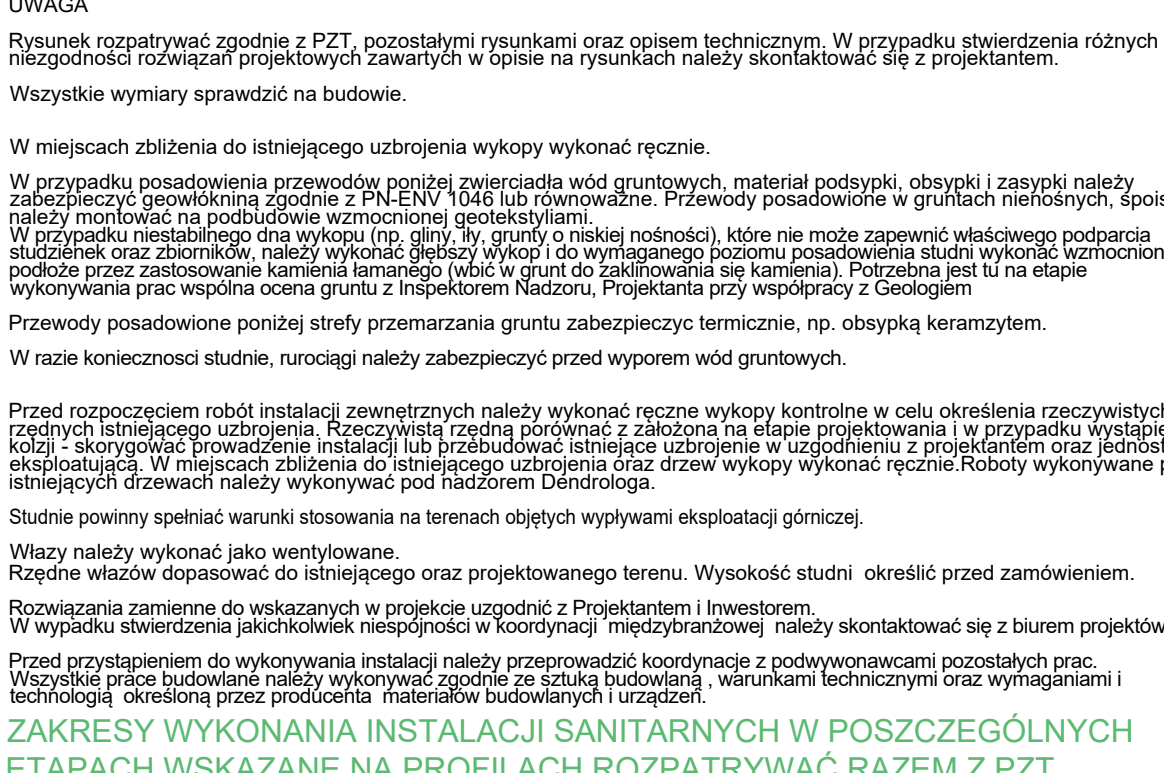 UWAGA
Rysunek rozpatrywać zgodnie z PZT, pozostałymi rysunkami oraz opisem technicznym. W przypadku stwierdzenia różnych
niezgodności rozwiązań projektowych zawartych w opisie na rysunkach należy skontaktować się z projektantem.
Wszystkie wymiary sprawdzić na budowie.
W miejscach zbliżenia do istniejącego uzbrojenia wykopy wykonać ręcznie.
W przypadku posadowienia przewodów poniżej zwierciadła wód gruntowych, materiał podsypki, obsypki i zasypki należy
zabezpieczyć geowłókniną zgodnie z PN-ENV 1046 lub równoważne. Przewody posadowione w gruntach nienośnych, spois
należy montować na podbudowie wzmocnionej geotekstyliami.
W przypadku niestabilnego dna wykopu (np. gliny, iły, grunty o niskiej nośności), które nie może zapewnić właściwego podparcia
studzienek oraz zbiorników, należy wykonać głębszy wykop i do wymaganego poziomu posadowienia studni wykonać wzmocnion
podłoże przez zastosowanie kamienia łamanego (wbić w grunt do zaklinowania się kamienia). Potrzebna jest tu na etapie
wykonywania prac wspólna ocena gruntu z Inspektorem Nadzoru, Projektanta przy współpracy z Geologiem
Przewody posadowione poniżej strefy przemarzania gruntu zabezpieczyc termicznie, np. obsypką keramzytem.
W razie koniecznosci studnie, rurociągi należy zabezpieczyć przed wyporem wód gruntowych.
Przed rozpoczęciem robót instalacji zewnętrznych należy wykonać ręczne wykopy kontrolne w celu określenia rzeczywistych
rzędnych istniejącego uzbrojenia. Rzeczywistą rzędną porównać z założona na etapie projektowania i w przypadku wystąpie
kolzji - skorygować prowadzenie instalacji lub przebudować istniejące uzbrojenie w uzgodnieniu z projektantem oraz jednost
eksploatującą. W miejscach zbliżenia do istniejącego uzbrojenia oraz drzew wykopy wykonać ręcznie.Roboty wykonywane p
istniejących drzewach należy wykonywać pod nadzorem Dendrologa.
Studnie powinny spełniać warunki stosowania na terenach objętych wypływami eksploatacji górniczej.
Włazy należy wykonać jako wentylowane.
Rzędne włazów dopasować do istniejącego oraz projektowanego terenu. Wysokość studni określić przed zamówieniem.
Rozwiązania zamienne do wskazanych w projekcie uzgodnić z Projektantem i Inwestorem.
W wypadku stwierdzenia jakichkolwiek niespójności w koordynacji międzybranżowej należy skontaktować się z biurem projektów
Przed przystąpieniem do wykonywania instalacji należy przeprowadzić koordynacje z podwywonawcami pozostałych prac.
Wszystkie prace budowlane należy wykonywać zgodnie ze sztuką budowlaną , warunkami technicznymi oraz wymaganiami i
technologią określoną przez producenta materiałów budowlanych i urządzeń.
ZAKRESY WYKONANIA INSTALACJI SANITARNYCH W POSZCZEGÓLNYCH
ETAPACH WSKAZANE NA PROFILACH ROZPATRYWAĆ RAZEM Z PZT